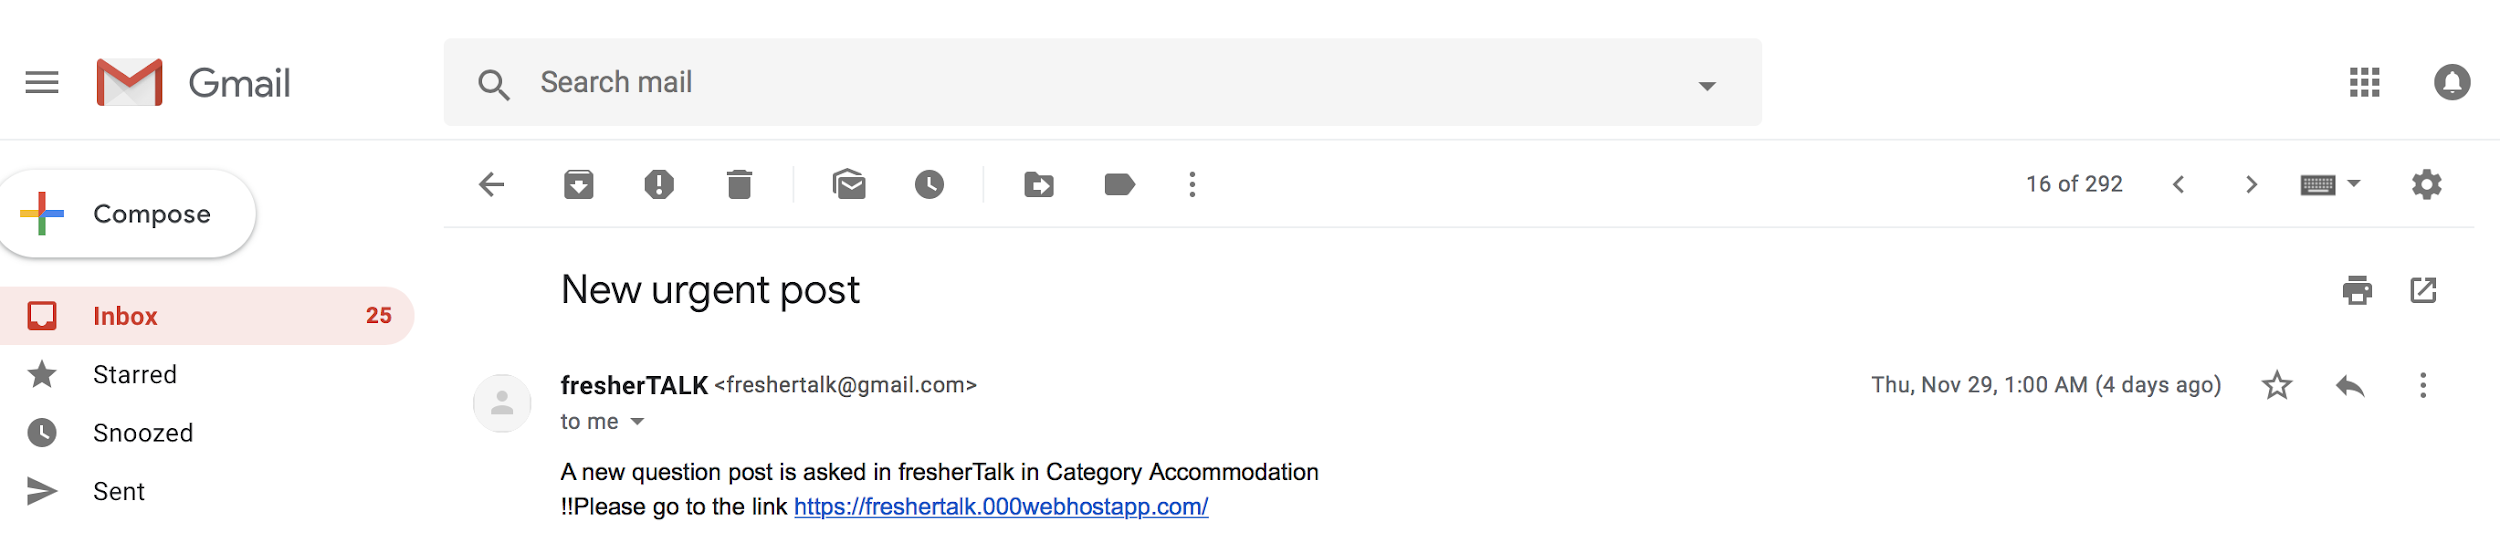 Gmail
Search mail
Compose
16 of 292
Inbox 25
Starred
Snoozed
Sent
New urgent post
fresherTALK <freshertalk@gmail.com>
Thu, Nov 29, 1:00 AM (4 days ago)
to me
A new question post is asked in fresherTalk in Category Accommodation
!!Please go to the link https://freshertalk.000webhostapp.com/